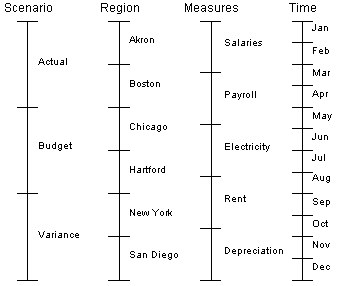 Scenario
Actual
Budget
Variance
Region
Akron
Boston
Chicago
Hartford
New York
San Diego
Measures
Salaries
Payroll
Electricity
Rent
Depreciation
Time
Jan
Feb
Mar
Apr
May
Jun
Jul
Aug
Sep
Oct
Nov
Dec